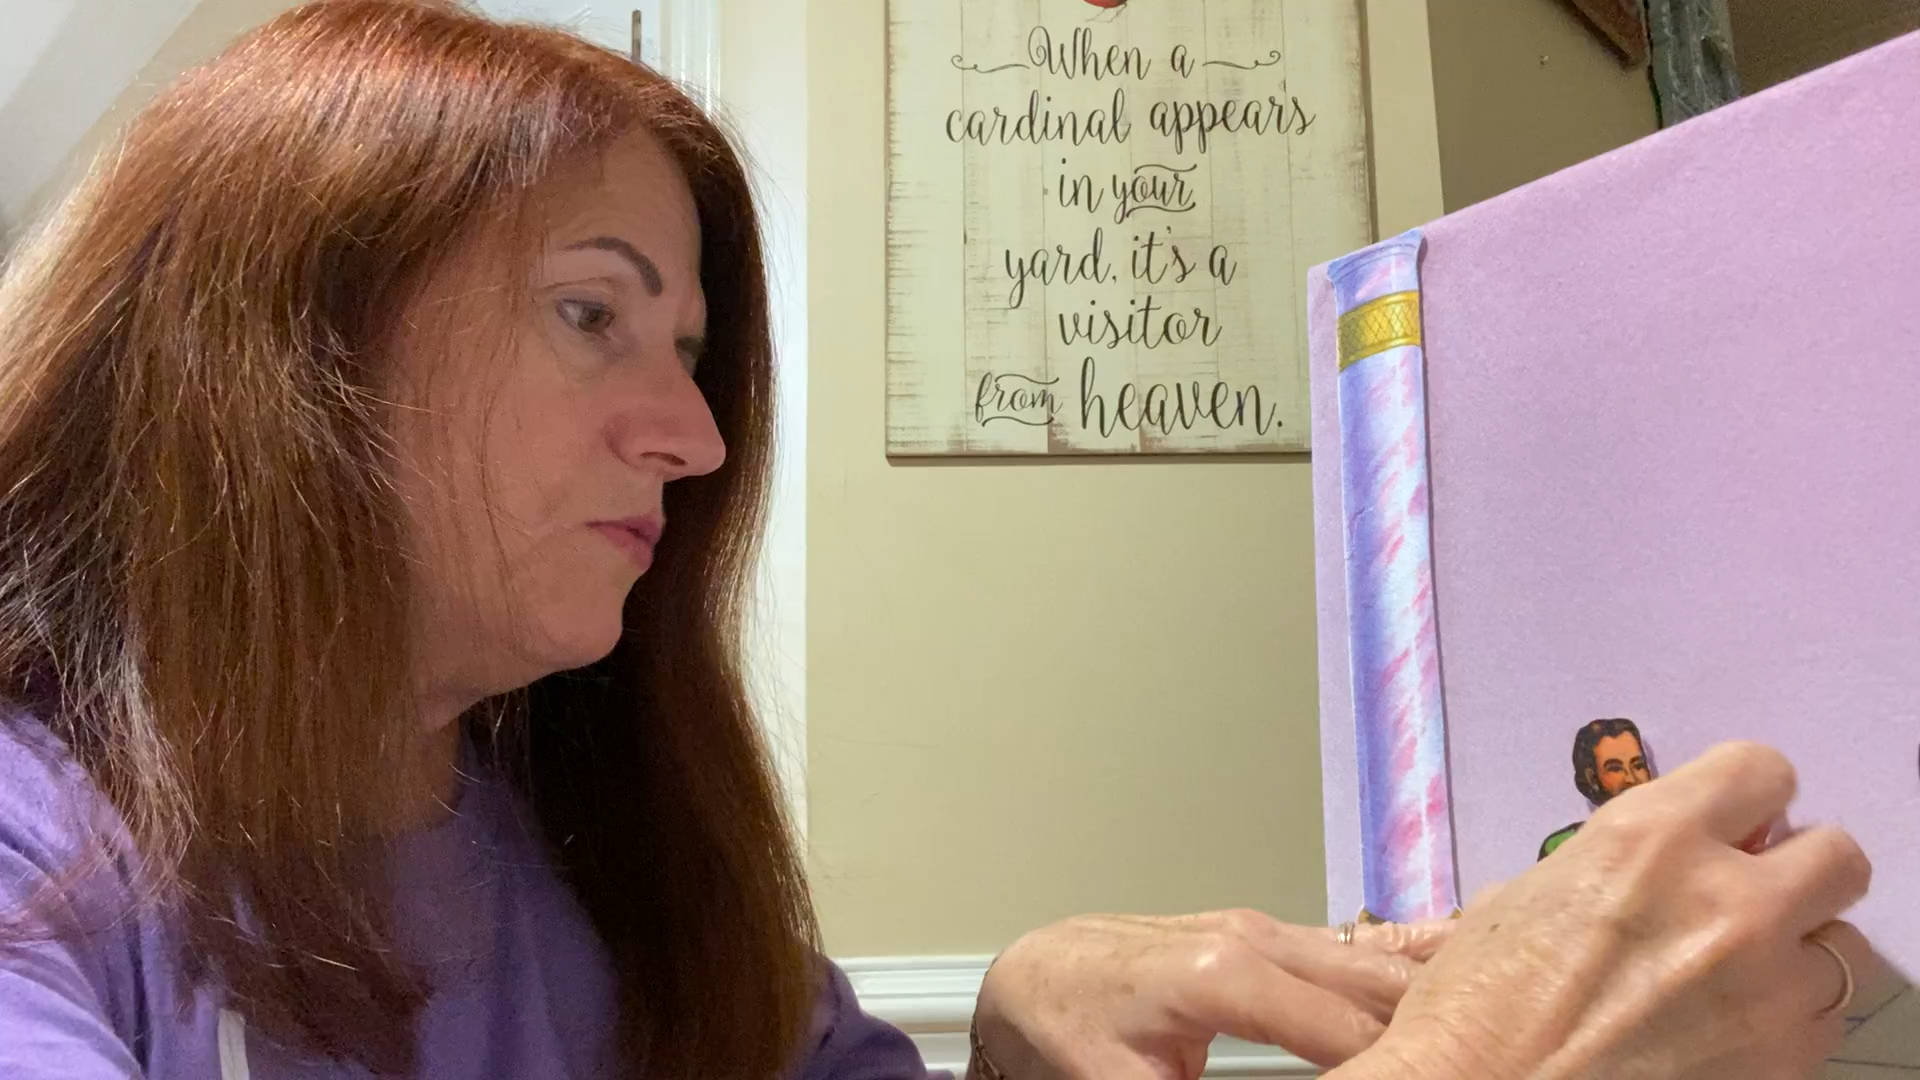 When a
cardinal appears
in your
yard, it's a
visitor
from heaven.